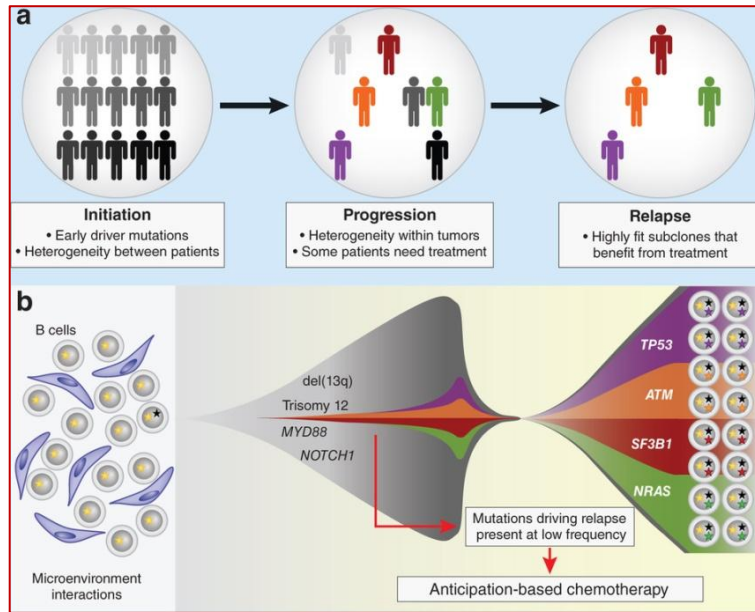 a
Initiation
• Early driver mutations
• Heterogeneity between patients
Progression
• Heterogeneity within tumors
• Some patients need treatment
Relapse
• Highly fit subclones that
benefit from treatment
b
B cells
Microenvironment
interactions
del(13q)
Trisomy 12
MYD88
NOTCH1
TP53
ATM
SF3B1
NRAS
Mutations driving relapse
present at low frequency
Anticipation-based chemotherapy